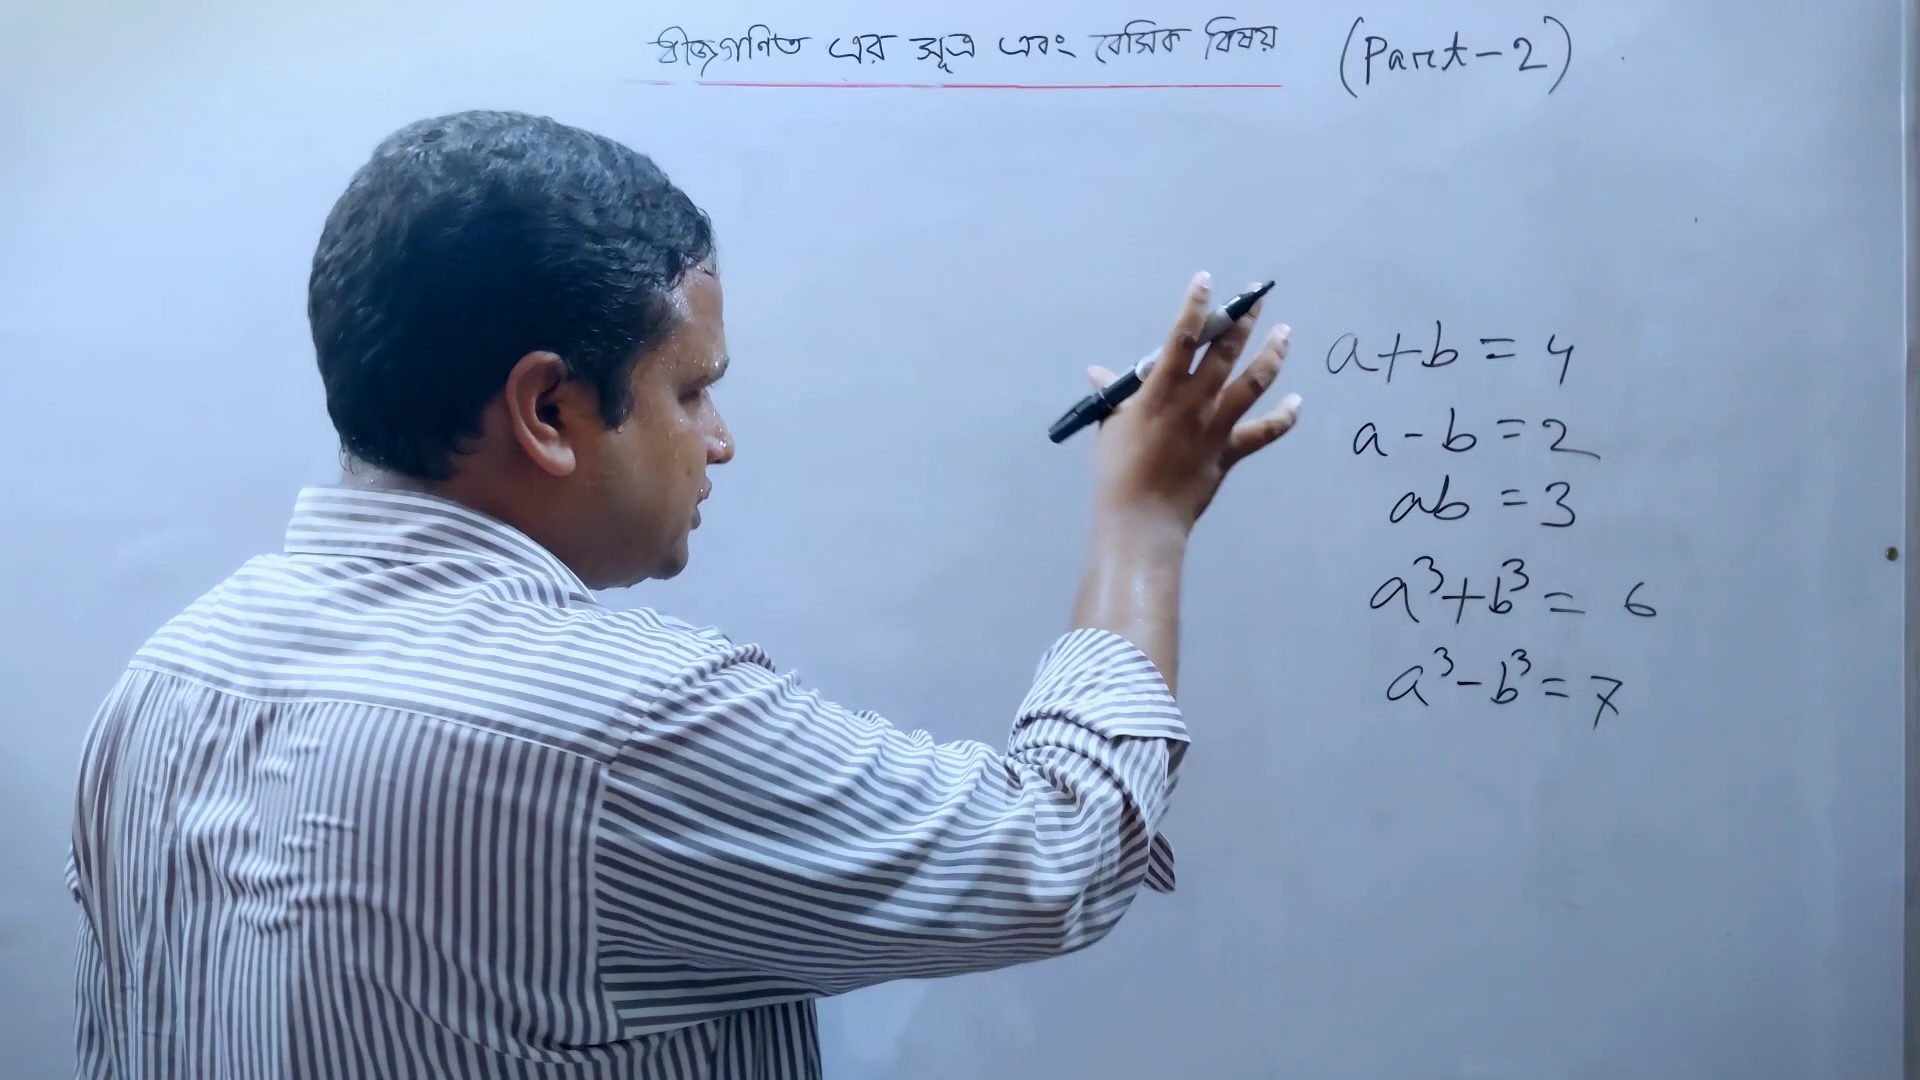 বীজগণিত এর সূত্র এবং বেসিক বিষয় (Part-2)
a+b = 4
a-b = 2
ab = 3
a³+b³ = 6
a³-b³ = 7